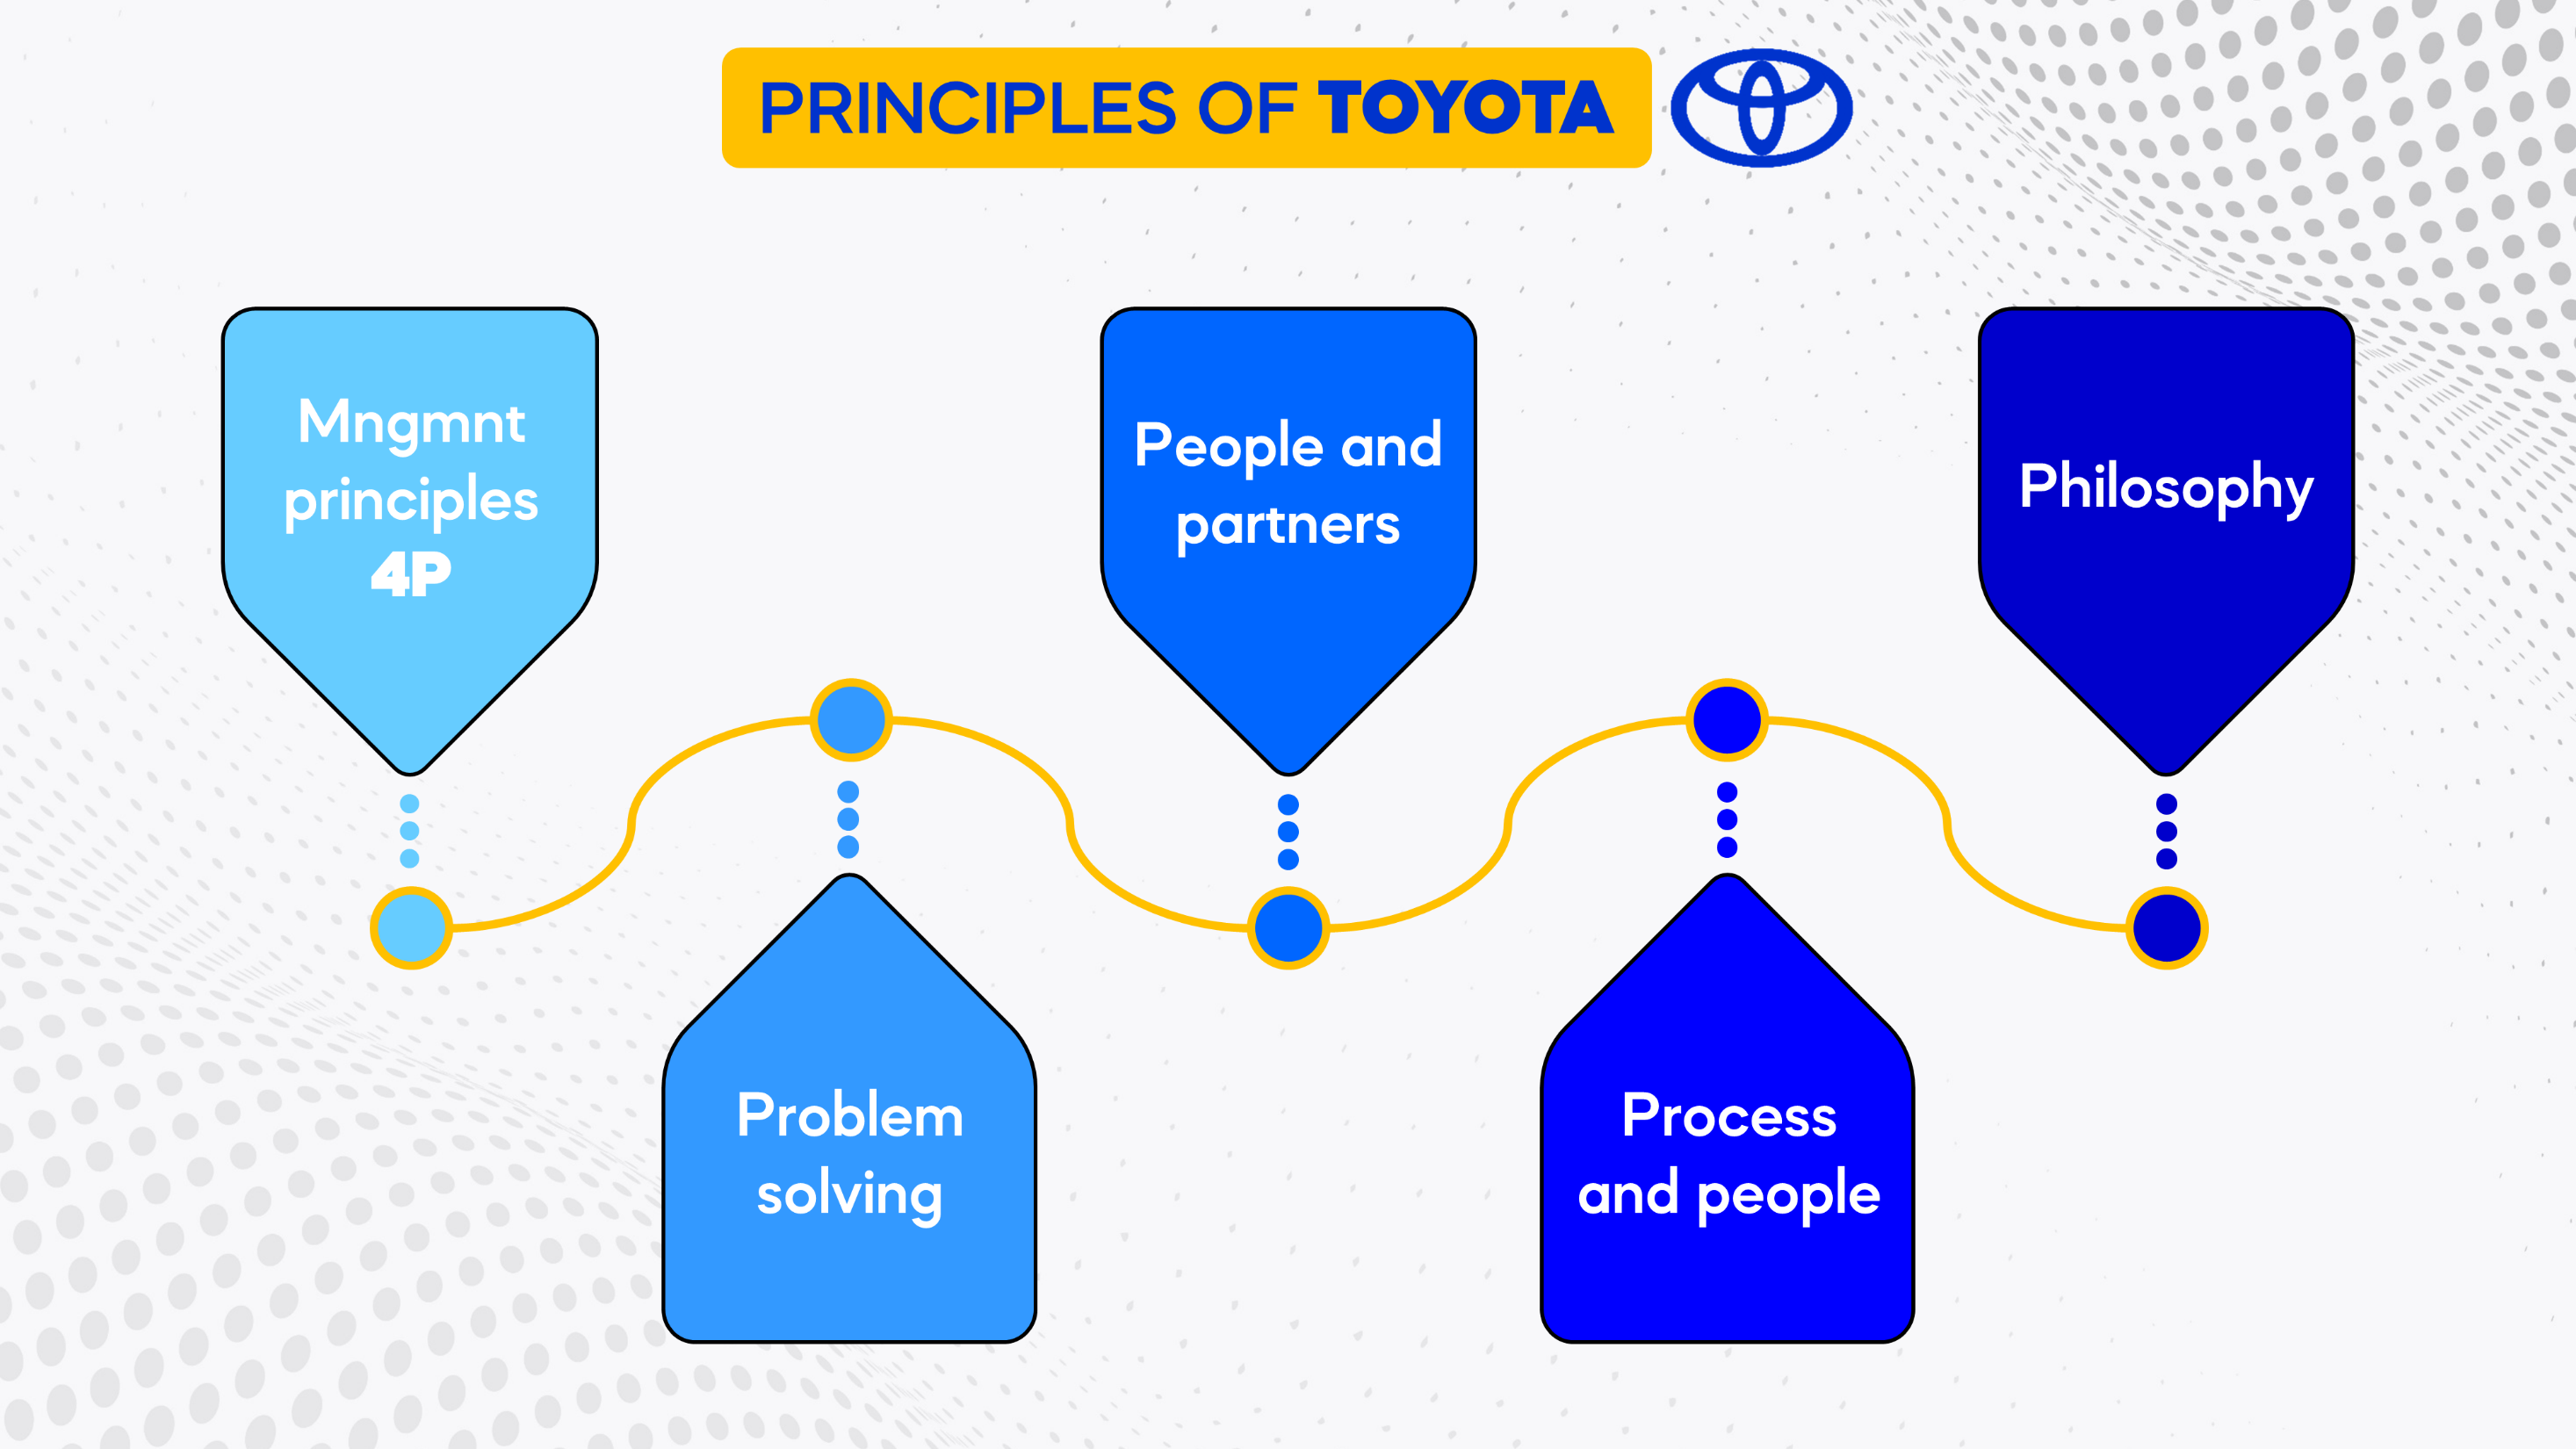 PRINCIPLES OF TOYOTA
Mngmnt
principles
4P
Problem
solving
People and
partners
Process
and people
Philosophy